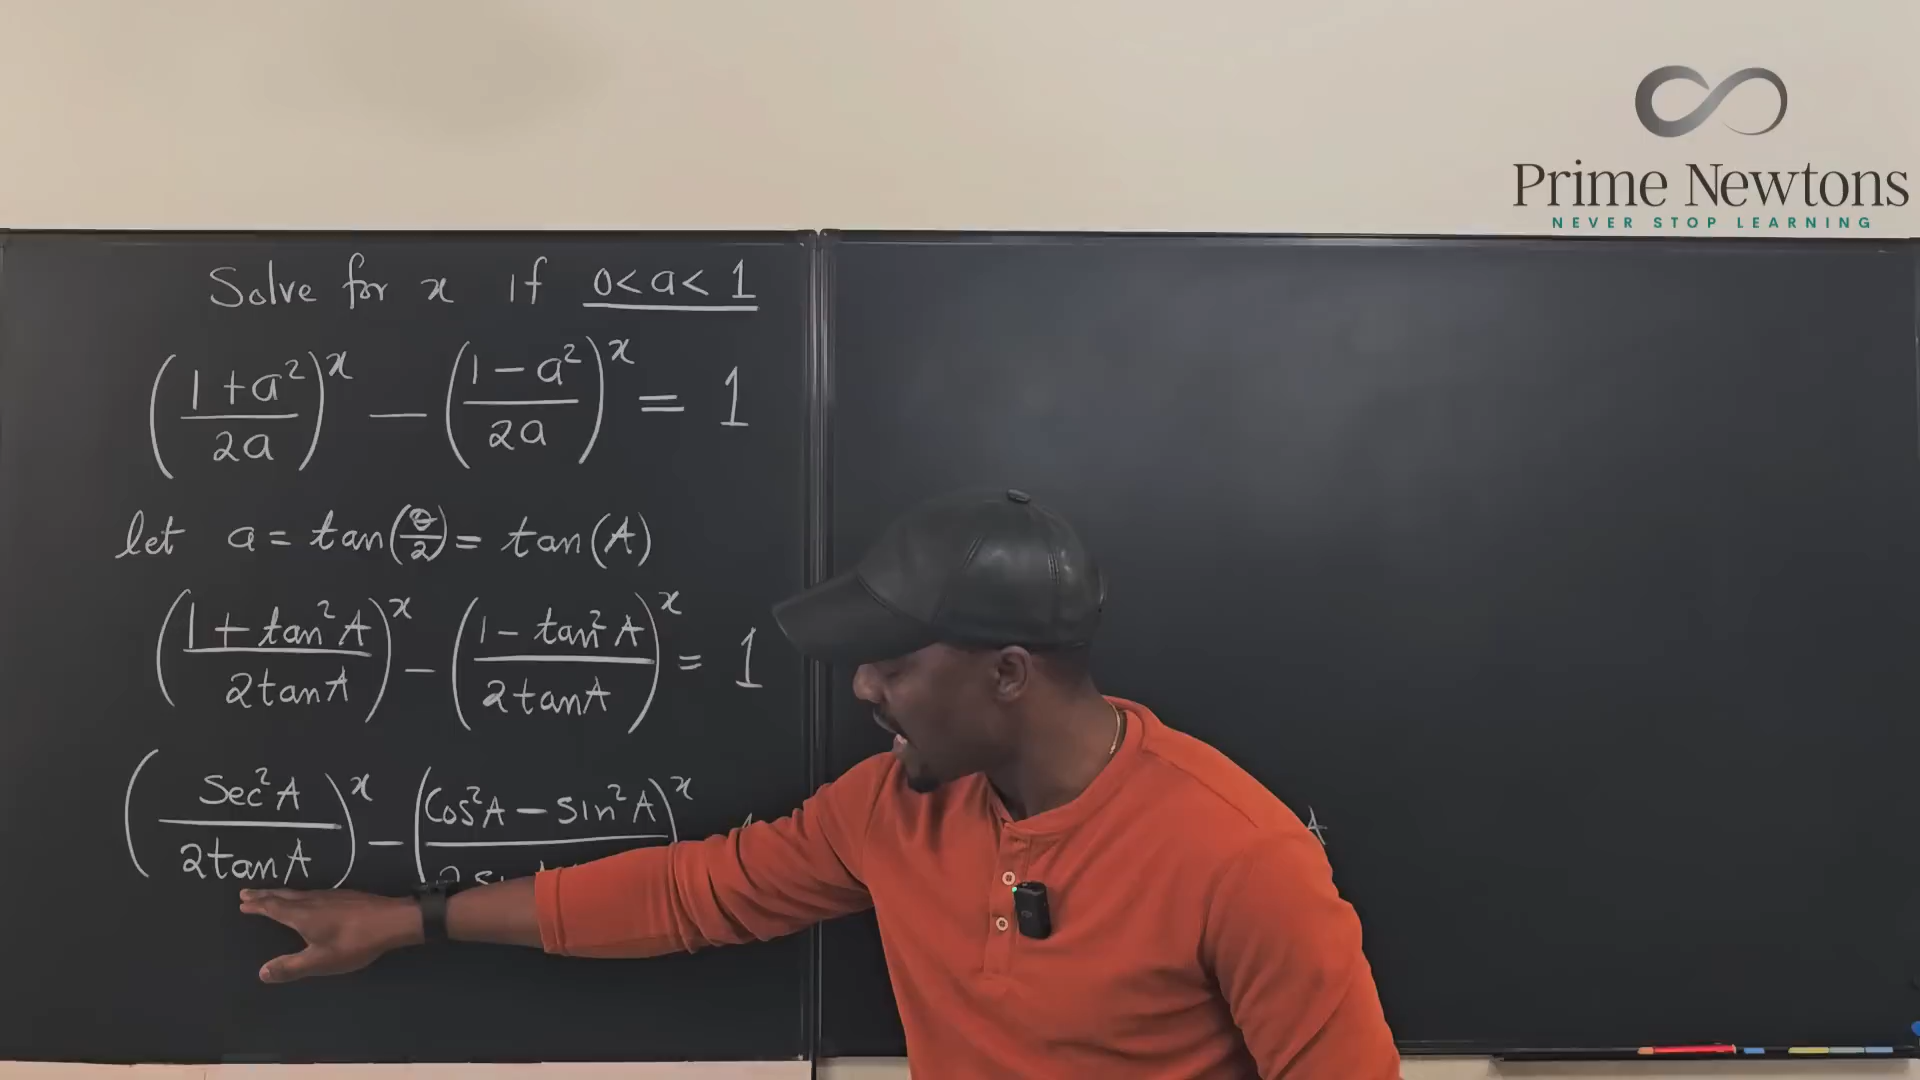 Prime Newtons
NEVER STOP LEARNING
Solve for x if 0<a<1
((1+a²)/2a)^x — ((1-a²)/2a)^x = 1
let a = tan(θ/2) = tan(A)
((1+tan²A)/2tanA)^x - ((1-tan²A)/2tanA)^x = 1
(sec²A/2tanA)^x - ((cos²A - sin²A)/2